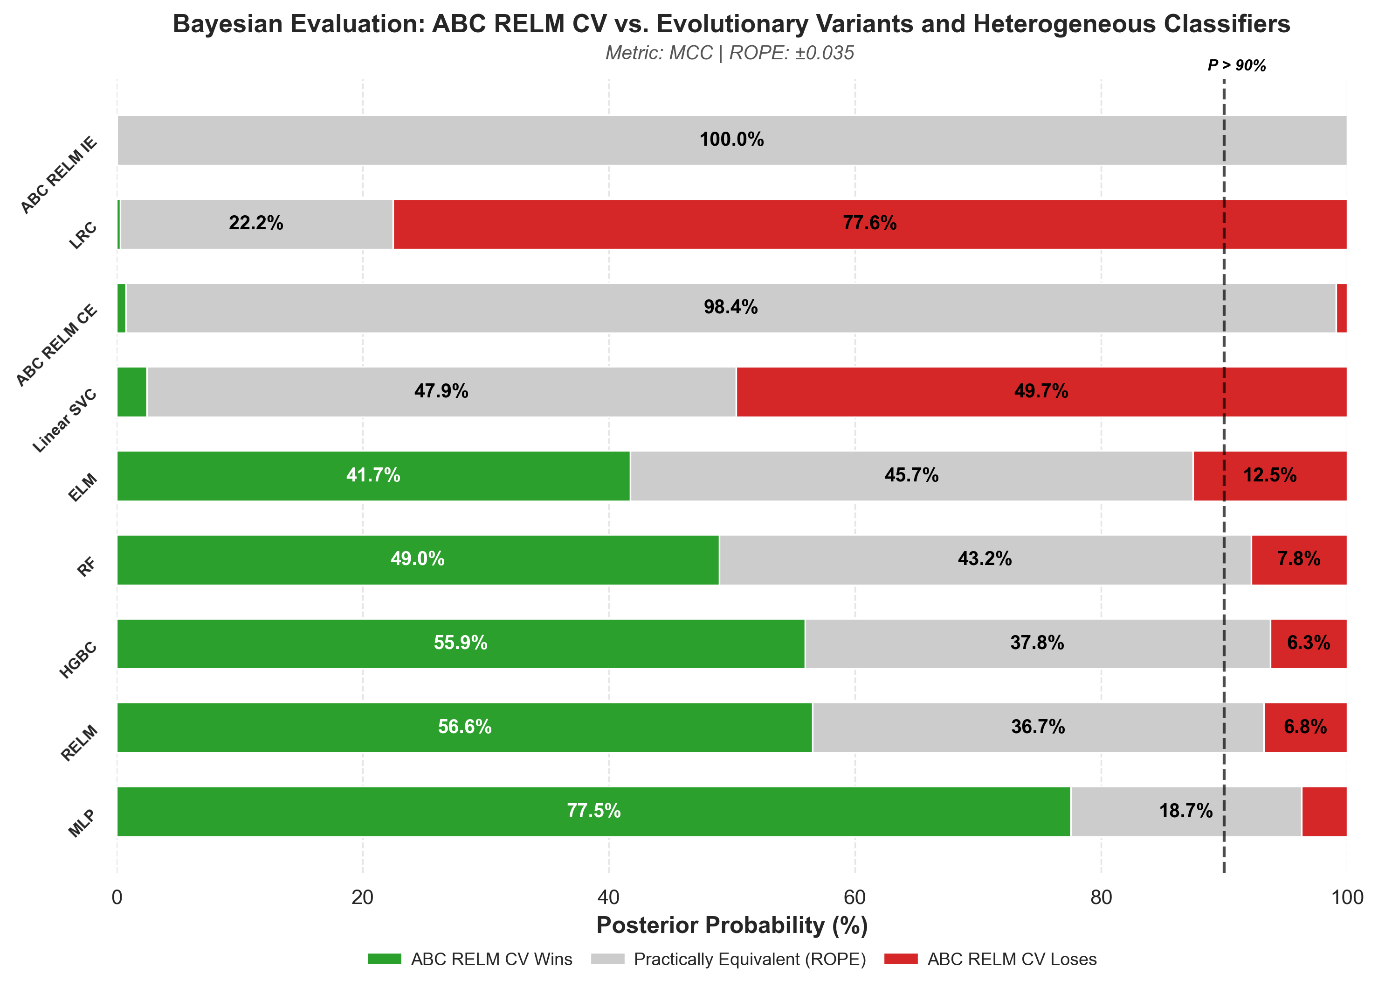 Bayesian Evaluation: ABC RELM CV vs. Evolutionary Variants and Heterogeneous Classifiers
Metric: MCC | ROPE: ±0.035
P > 90%
ABC RELM IE
100.0%
LRC
22.2%
77.6%
ABC RELM CE
98.4%
Linear SVC
47.9%
49.7%
ELM
41.7%
45.7%
12.5%
RF
49.0%
43.2%
7.8%
HGBC
55.9%
37.8%
6.3%
RELM
56.6%
36.7%
6.8%
MLP
77.5%
18.7%
0
20
40
60
80
100
Posterior Probability (%)
ABC RELM CV Wins
Practically Equivalent (ROPE)
ABC RELM CV Loses